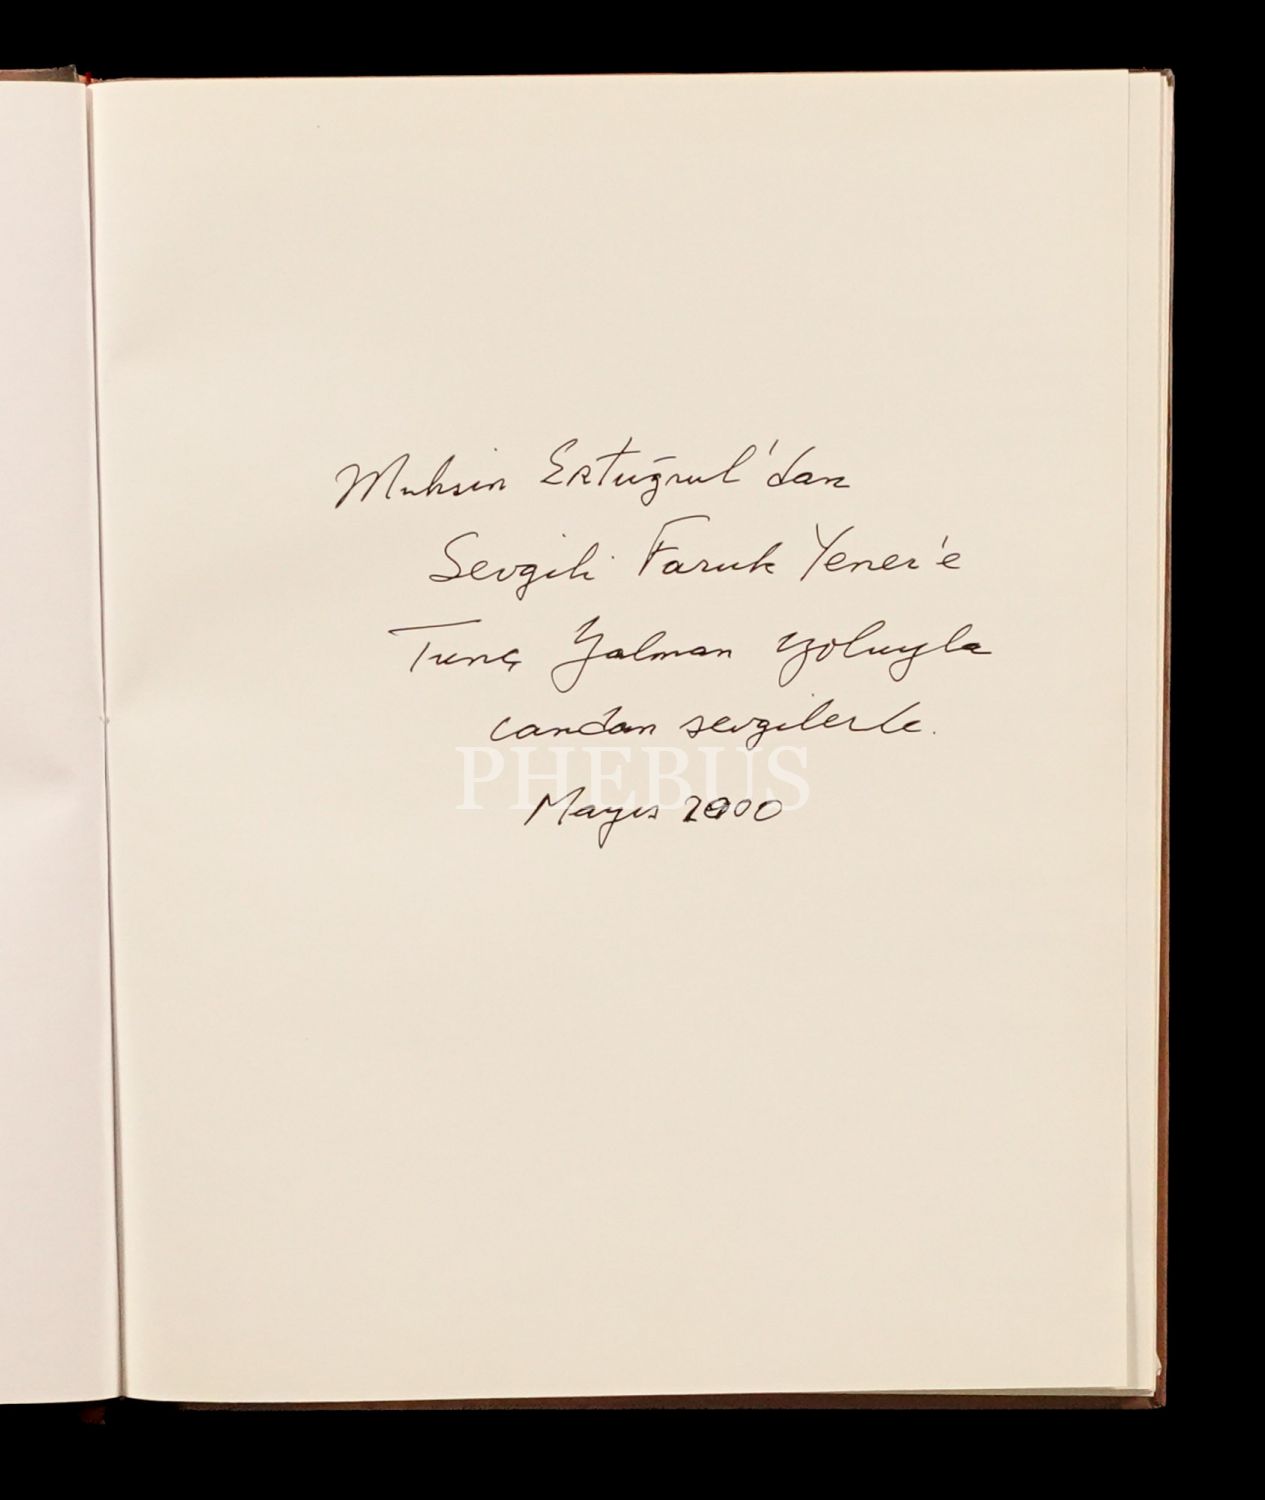 Muhsin Ertuğrul'dan
Sevgili Faruk Yener'e
Tunç Yalman yoluyla
candan sevgilerle.
PHEBUS
Mayıs 2000